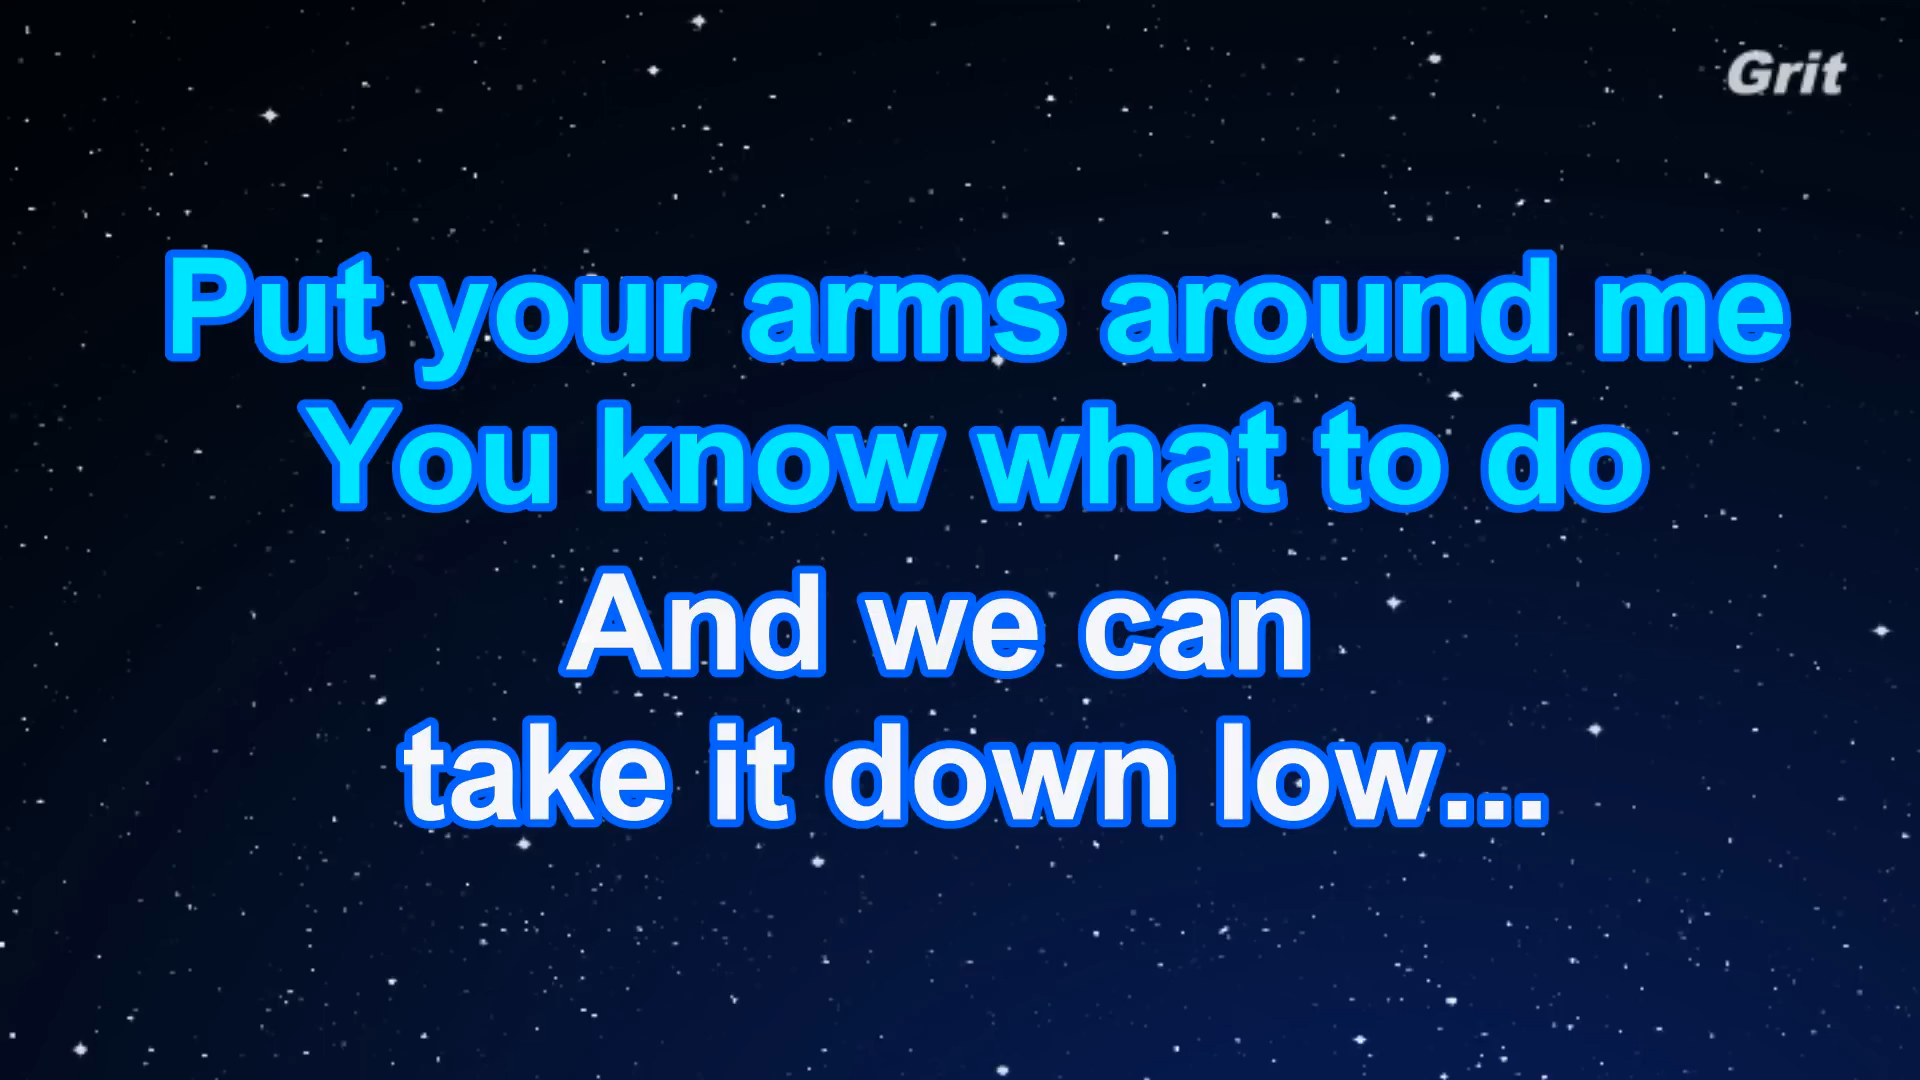 Grit
Put your arms around me
You know what to do
And we can
take it down low...